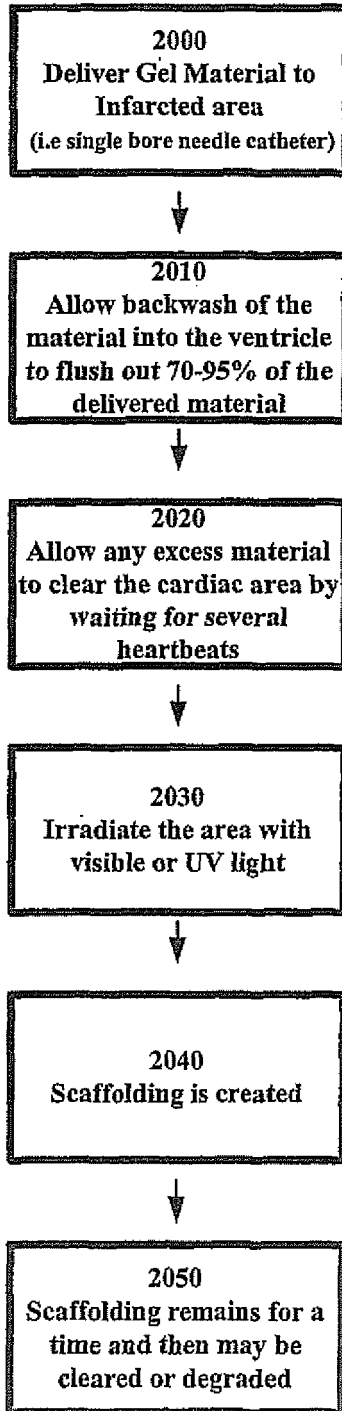 2000
Deliver Gel Material to
Infarcted area
(i.e single bore needle catheter)
2010
Allow backwash of the
material into the ventricle
to flush out 70-95% of the
delivered material
2020
Allow any excess material
to clear the cardiac area by
waiting for several
heartbeats
2030
Irradiate the area with
visible or UV light
2040
Scaffolding is created
2050
Scaffolding remains for a
time and then may be
cleared or degraded